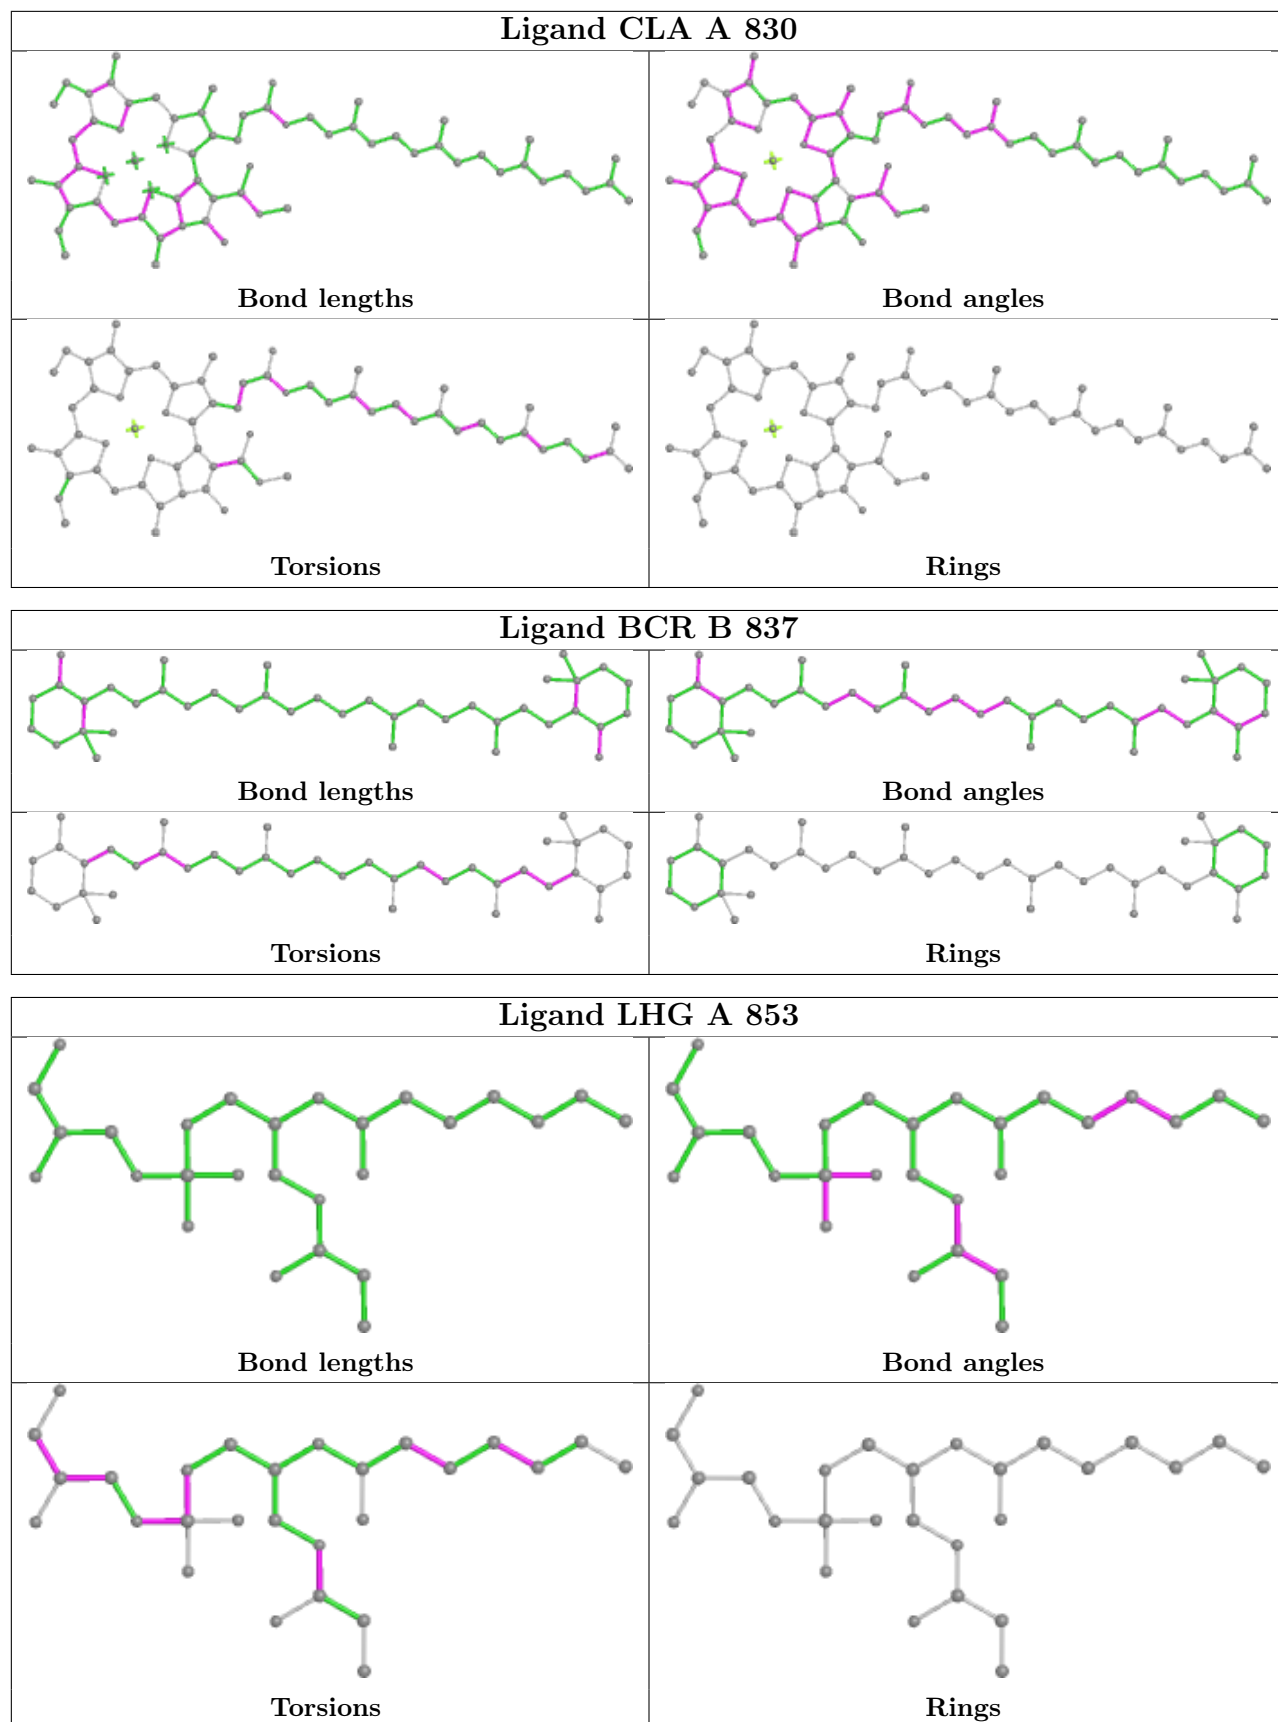 Ligand CLA A 830
Bond lengths
Bond angles
Torsions
Rings
Ligand BCR B 837
Bond lengths
Bond angles
Torsions
Rings
Ligand LHG A 853
Bond lengths
Bond angles
Torsions
Rings